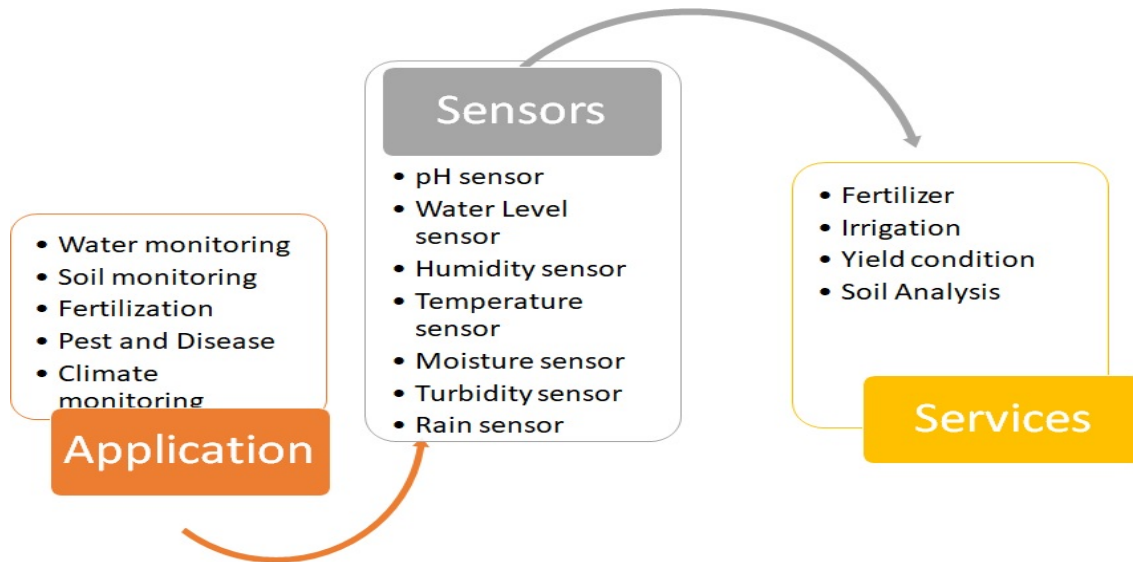 Sensors
• pH sensor
• Water Level
sensor
• Humidity sensor
• Temperature
sensor
• Moisture sensor
• Turbidity sensor
• Rain sensor
• Water monitoring
• Soil monitoring
• Fertilization
• Pest and Disease
• Climate
monitoring
Application
• Fertilizer
• Irrigation
• Yield condition
• Soil Analysis
Services